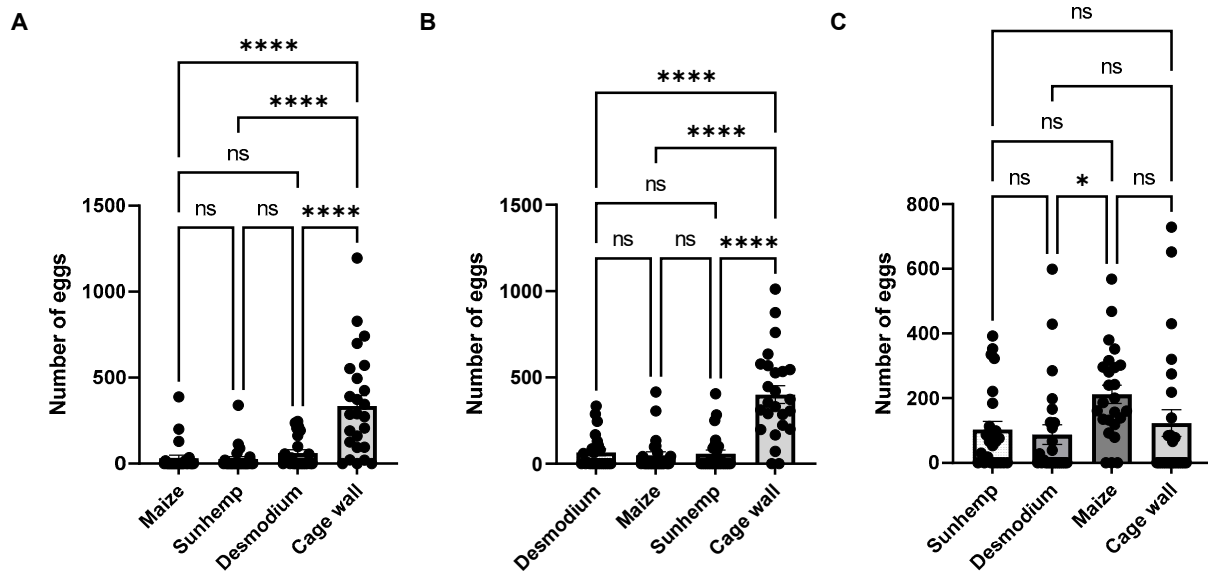 A
B
C
****
****
ns
ns
ns
****
1500
1000
500
0
Number of eggs
Maize
Sunhemp
Desmodium
Cage wall
****
****
ns
ns
ns
****
1500
1000
500
0
Number of eggs
Desmodium
Maize
Sunhemp
Cage wall
ns
ns
ns
ns
*
ns
800
600
400
200
0
Number of eggs
Sunhemp
Desmodium
Maize
Cage wall